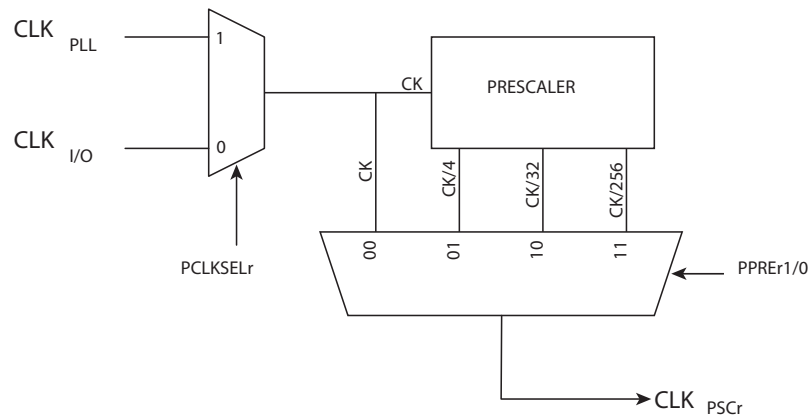 CLK PLL
1
CK
PRESCALER
CLK I/O
0
CK
CK/4
CK/32
CK/256
00
01
10
11
PCLKSELr
PPREr1/0
CLK PSCr